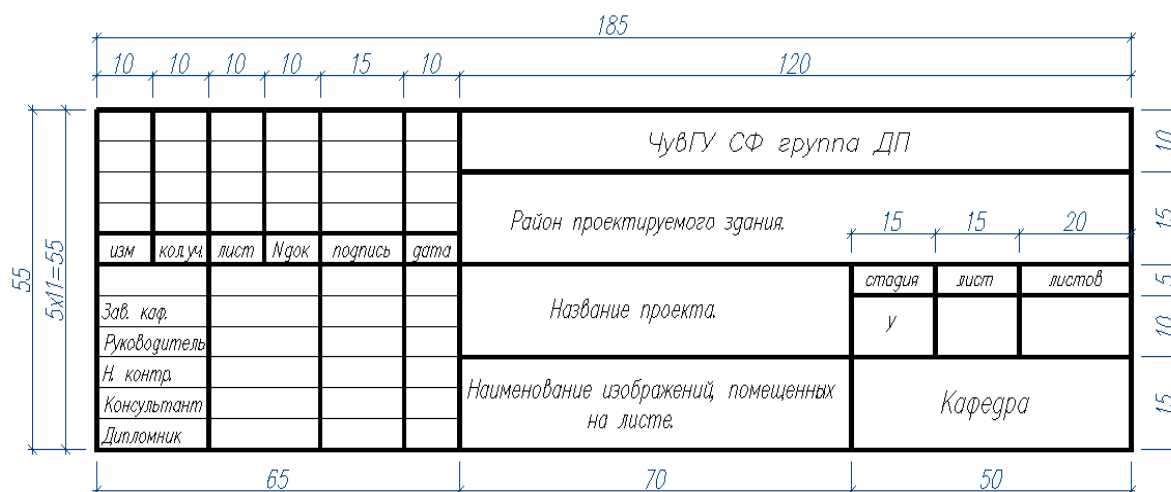 185
10 10 10 10 15 10 120
ЧувГУ СФ группа ДП
10
Район проектируемого здания.
15 15 20
15
изм кол.уч. лист Nдок подпись дата
55
5х11=55
стадия лист листов
5
Название проекта.
У
10
Зав. каф.
Руководитель
Н. контр.
Консультант
Дипломник
Наименование изображений, помещенных
на листе.
Кафедра
15
65 70 50